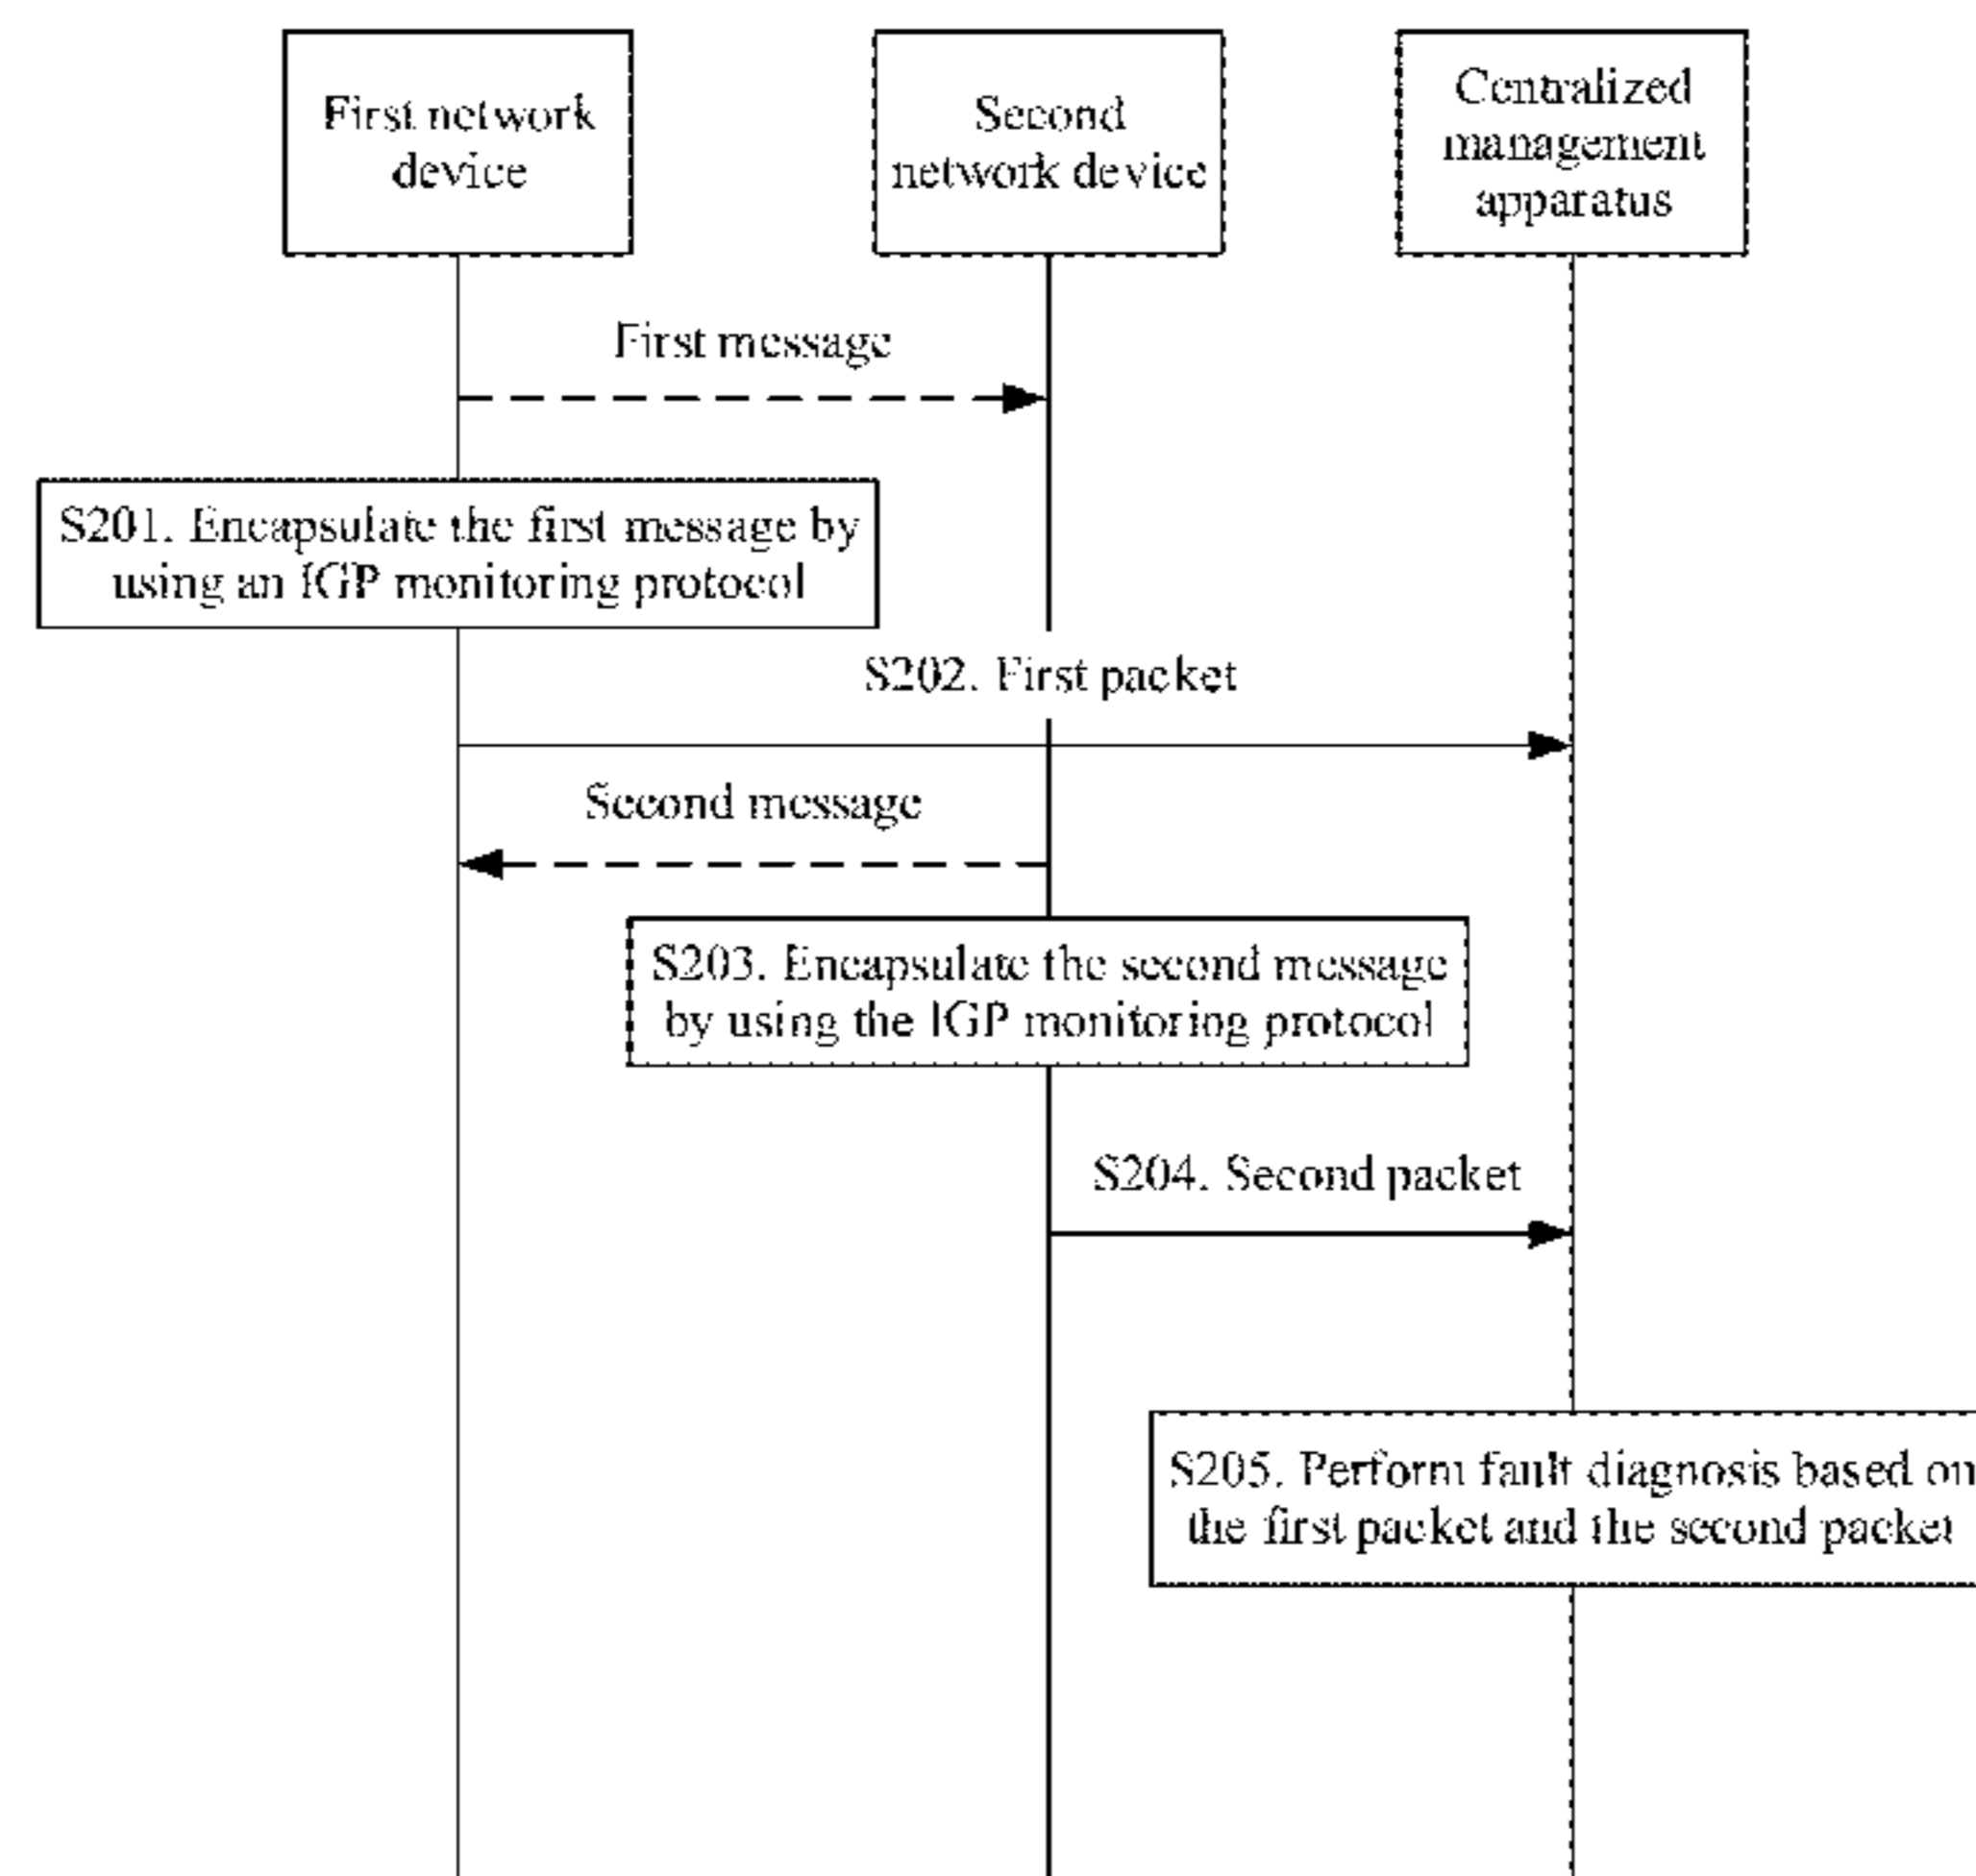 First network
device
Second
network device
Centralized
management
apparatus
First message
S201. Encapsulate the first message by
using an IGP monitoring protocol
S202. First packet
Second message
S203. Encapsulate the second message
by using the IGP monitoring protocol
S204. Second packet
S205. Perform fault diagnosis based on
the first packet and the second packet